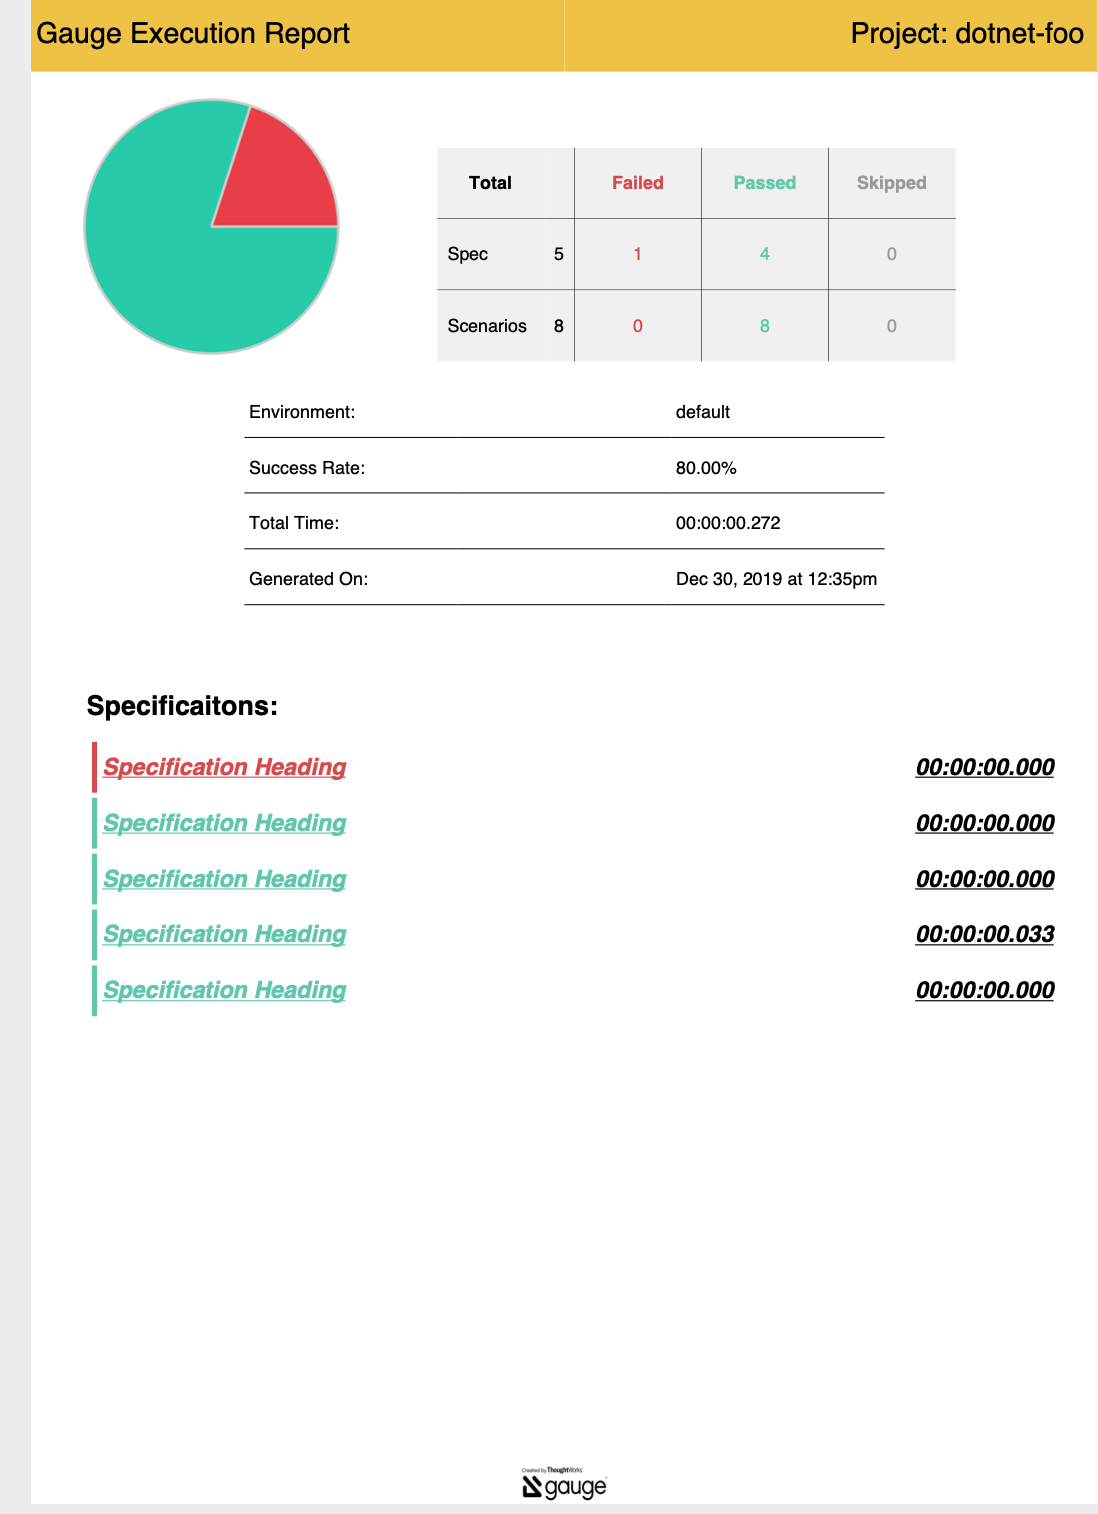 Gauge Execution Report Project: dotnet-foo
Total Failed Passed Skipped
Spec 5 1 4 0
Scenarios 8 0 8 0
Environment: default
Success Rate: 80.00%
Total Time: 00:00:00.272
Generated On: Dec 30, 2019 at 12:35pm
Specificaitons:
Specification Heading 00:00:00.000
Specification Heading 00:00:00.000
Specification Heading 00:00:00.000
Specification Heading 00:00:00.033
Specification Heading 00:00:00.000
Created by ThoughtWorks
gauge